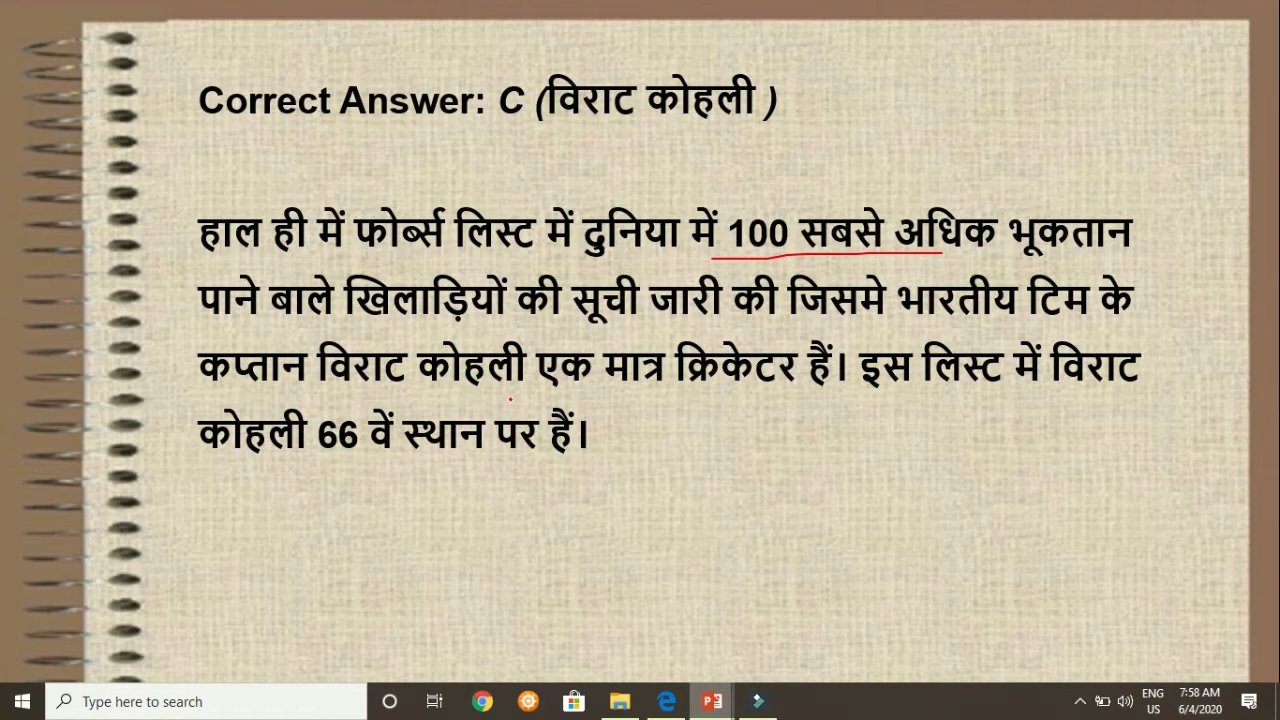 Correct Answer: C (विराट कोहली )
हाल ही में फोर्ब्स लिस्ट में दुनिया में 100 सबसे अधिक भूकतान
पाने बाले खिलाड़ियों की सूची जारी की जिसमे भारतीय टिम के
कप्तान विराट कोहली एक मात्र क्रिकेटर हैं। इस लिस्ट में विराट
कोहली 66 वें स्थान पर हैं।
Type here to search
ENG
US
7:58 AM
6/4/2020